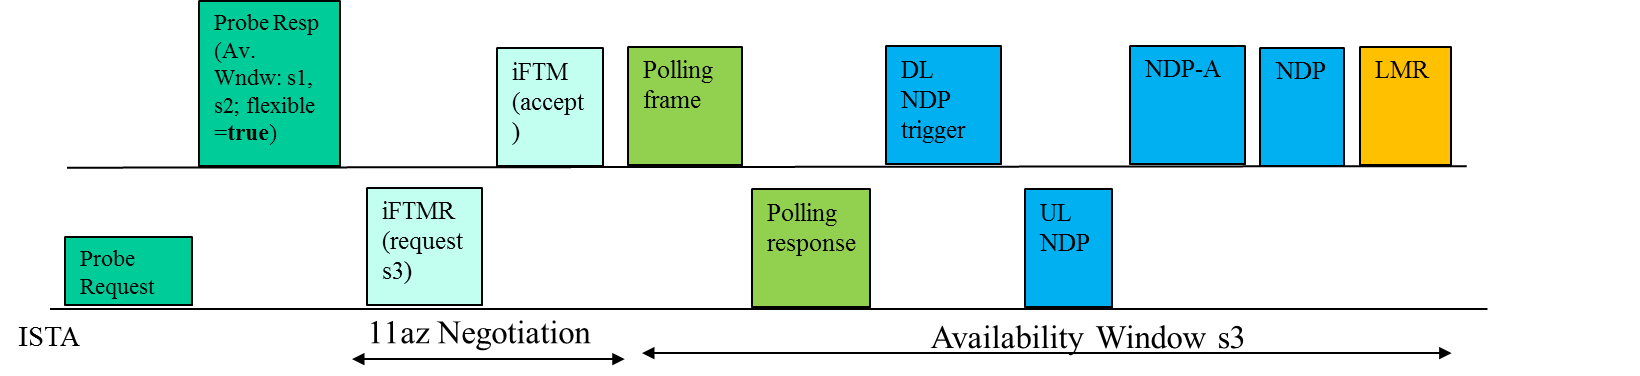 Probe Resp
(Av.
Wndw: s1,
s2; flexible
=true)
iFTM
(accept
)
Polling
frame
DL
NDP
trigger
NDP-A
NDP
LMR
Probe
Request
iFTMR
(request
s3)
Polling
response
UL
NDP
ISTA
11az Negotiation
Availability Window s3